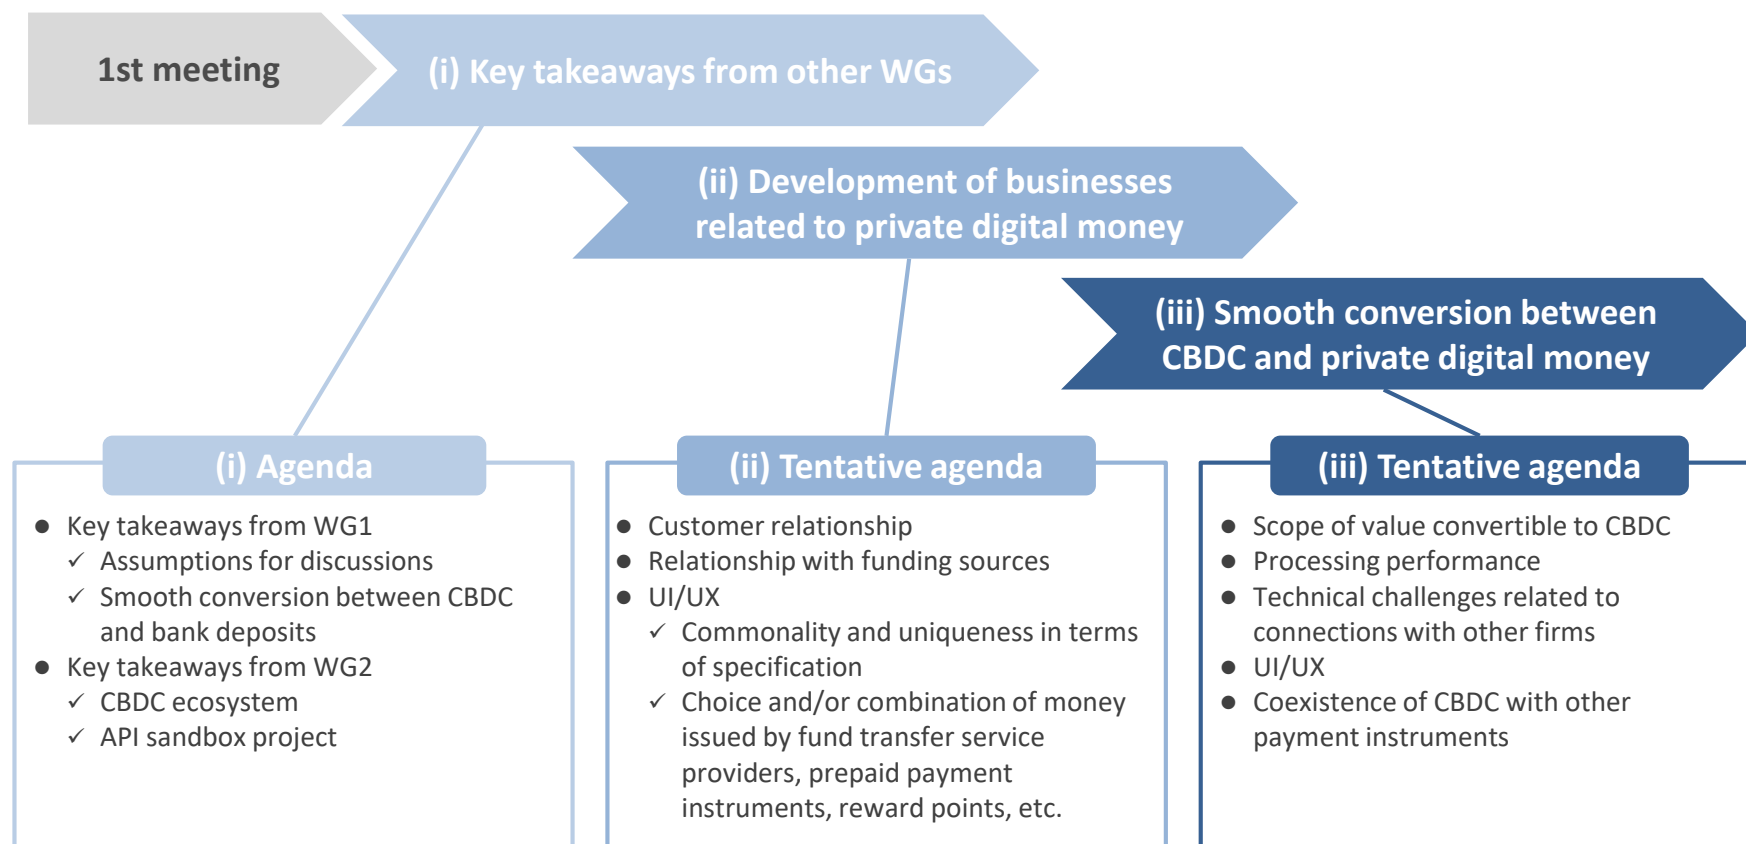 1st meeting
(i) Key takeaways from other WGs
(ii) Development of businesses
related to private digital money
(iii) Smooth conversion between
CBDC and private digital money
(i) Agenda
● Key takeaways from WG1
✓ Assumptions for discussions
✓ Smooth conversion between CBDC
and bank deposits
● Key takeaways from WG2
✓ CBDC ecosystem
✓ API sandbox project
(ii) Tentative agenda
● Customer relationship
● Relationship with funding sources
● UI/UX
✓ Commonality and uniqueness in terms
of specification
✓ Choice and/or combination of money
issued by fund transfer service
providers, prepaid payment
instruments, reward points, etc.
(iii) Tentative agenda
● Scope of value convertible to CBDC
● Processing performance
● Technical challenges related to
connections with other firms
● UI/UX
● Coexistence of CBDC with other
payment instruments